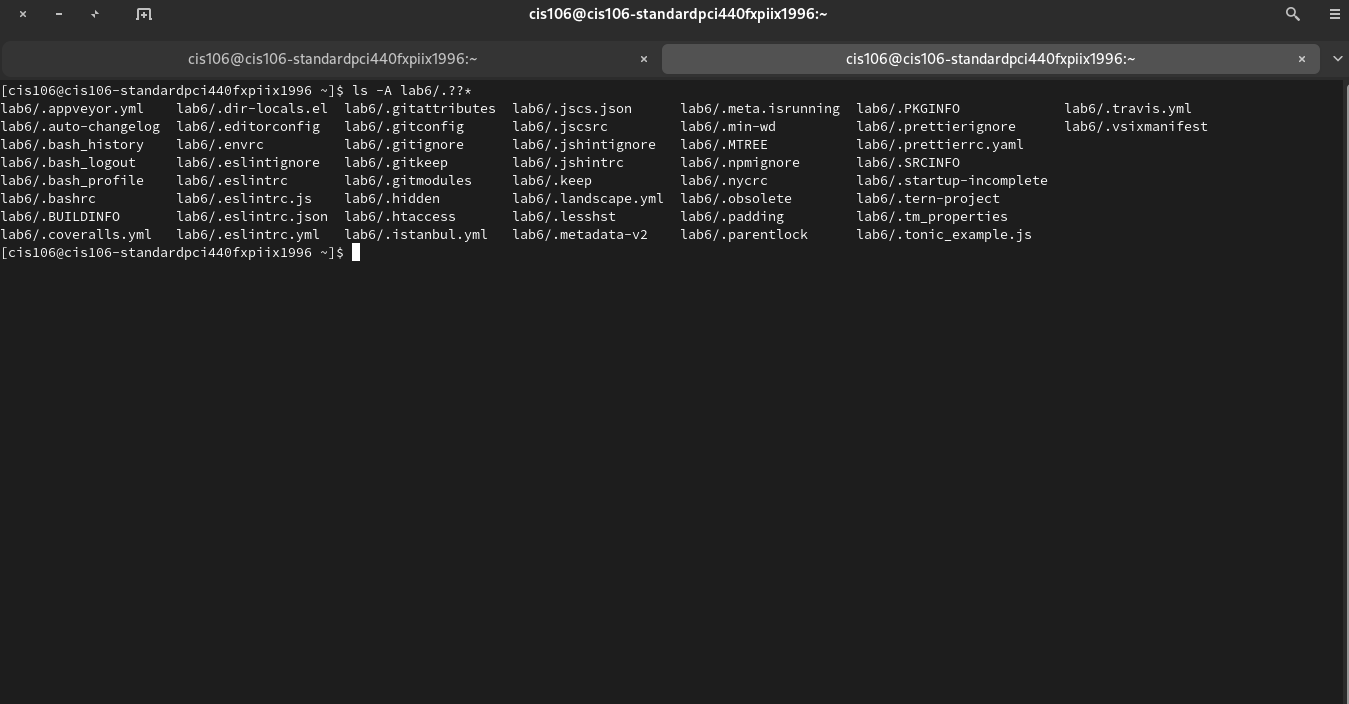 cis106@cis106-standardpci440fxpiix1996:~
cis106@cis106-standardpci440fxpiix1996:~ × cis106@cis106-standardpci440fxpiix1996:~ ×
[cis106@cis106-standardpci440fxpiix1996 ~]$ ls -A lab6/.??*
lab6/.appveyor.yml lab6/.dir-locals.el lab6/.gitattributes lab6/.jscs.json lab6/.meta.isrunning lab6/.PKGINFO lab6/.travis.yml
lab6/.auto-changelog lab6/.editorconfig lab6/.gitconfig lab6/.jscsrc lab6/.min-wd lab6/.prettierignore lab6/.vsixmanifest
lab6/.bash_history lab6/.envrc lab6/.gitignore lab6/.jshintignore lab6/.MTREE lab6/.prettierrc.yaml
lab6/.bash_logout lab6/.eslintignore lab6/.gitkeep lab6/.jshintrc lab6/.npmignore lab6/.SRCINFO
lab6/.bash_profile lab6/.eslintrc lab6/.gitmodules lab6/.keep lab6/.nycrc lab6/.startup-incomplete
lab6/.bashrc lab6/.eslintrc.js lab6/.hidden lab6/.landscape.yml lab6/.obsolete lab6/.tern-project
lab6/.BUILDINFO lab6/.eslintrc.json lab6/.htaccess lab6/.lesshst lab6/.padding lab6/.tm_properties
lab6/.coveralls.yml lab6/.eslintrc.yml lab6/.istanbul.yml lab6/.metadata-v2 lab6/.parentlock lab6/.tonic_example.js
[cis106@cis106-standardpci440fxpiix1996 ~]$